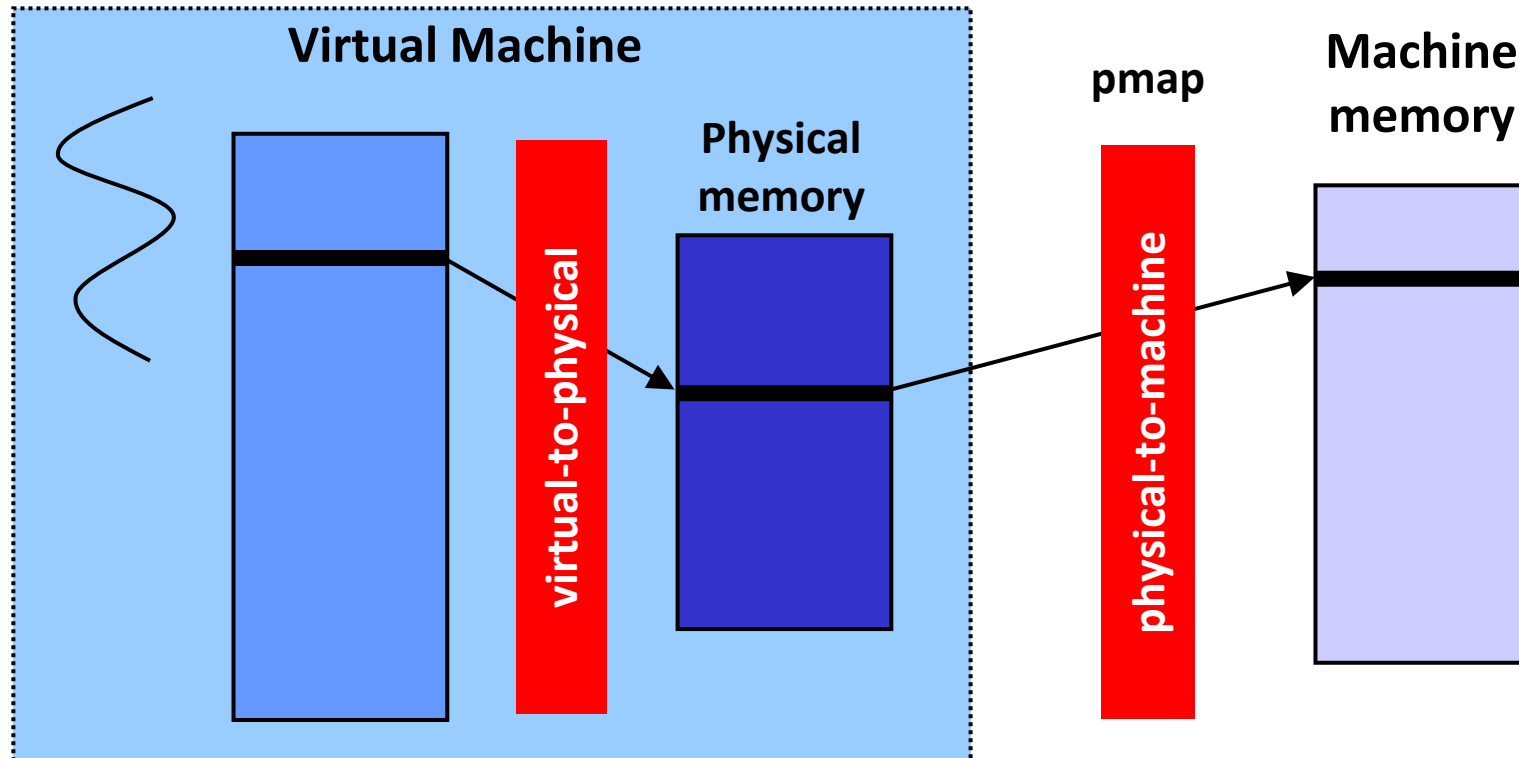 Virtual Machine
pmap
Machine
memory
Physical
memory
virtual-to-physical
physical-to-machine